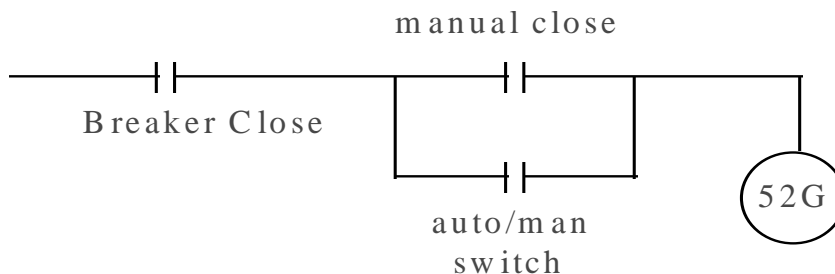 manual close
Breaker Close
52G
auto/man
switch